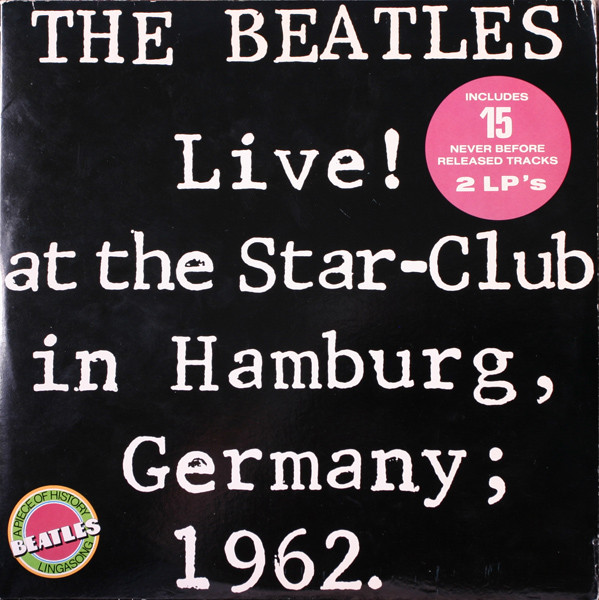 THE BEATLES
Live!
at the Star-Club
in Hamburg,
Germany;
1962.
INCLUDES
15
NEVER BEFORE
RELEASED TRACKS
2 LP's
A PIECE OF HISTORY
BEATLES
LINGASONG